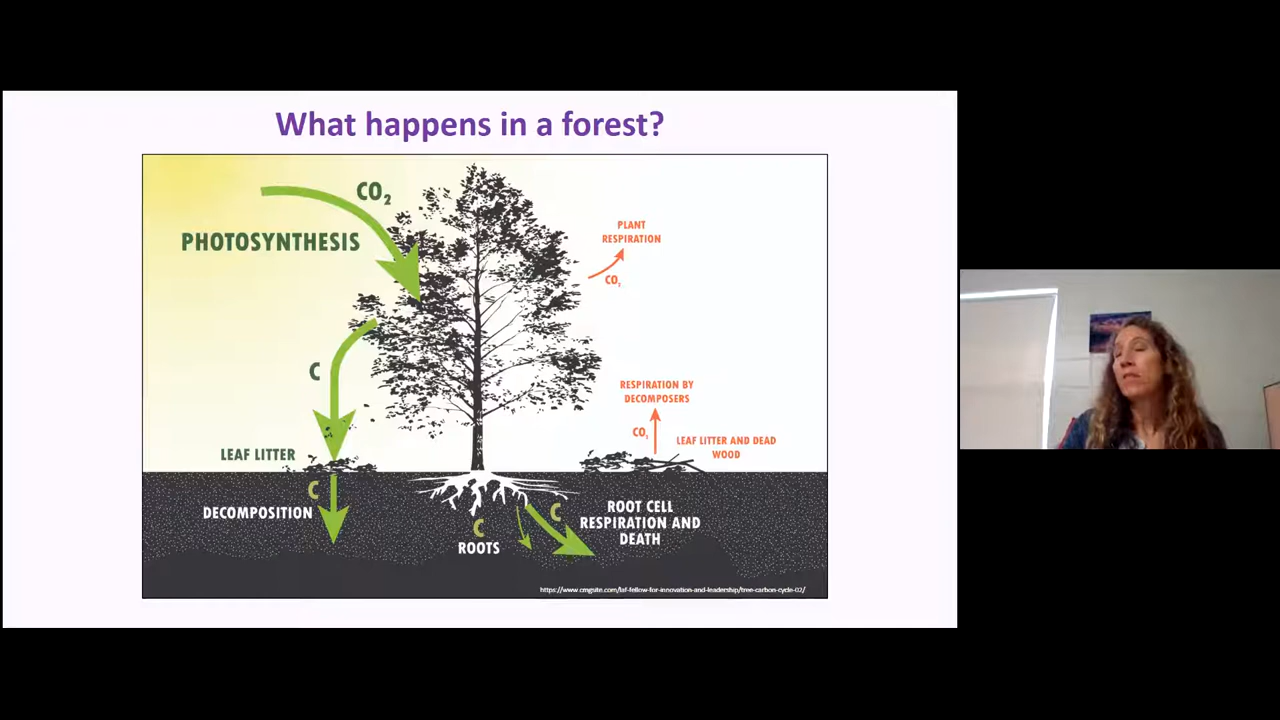 What happens in a forest?
CO₂
PHOTOSYNTHESIS
PLANT
RESPIRATION
CO₂
C
RESPIRATION BY
DECOMPOSERS
CO₂
LEAF LITTER AND DEAD
WOOD
LEAF LITTER
C
DECOMPOSITION
C
ROOTS
C
ROOT CELL
RESPIRATION AND
DEATH
https://www.cmgsite.com/laf-fellow-for-innovation-and-leadership/tree-carbon-cycle-02/